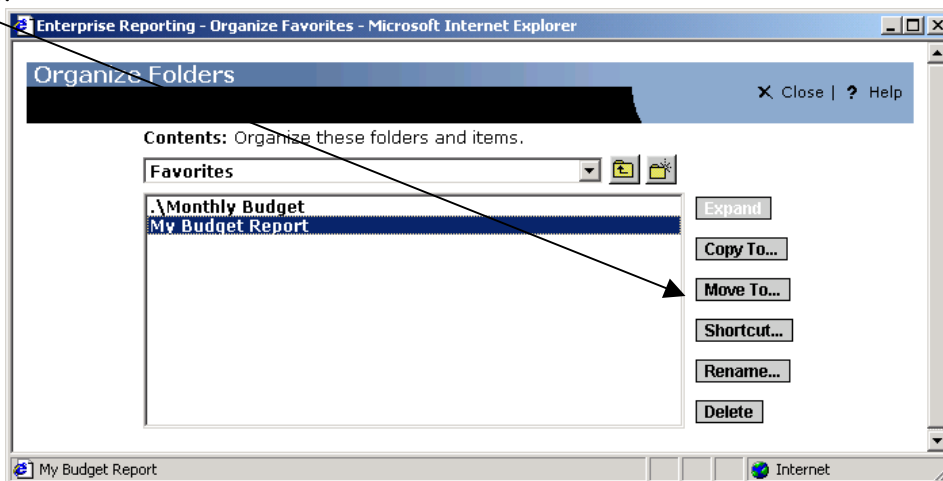 Enterprise Reporting - Organize Favorites - Microsoft Internet Explorer
Organize Folders
X Close | ? Help
Contents: Organize these folders and items.
Favorites
.\Monthly Budget
My Budget Report
Expand
Copy To...
Move To...
Shortcut...
Rename...
Delete
My Budget Report
Internet